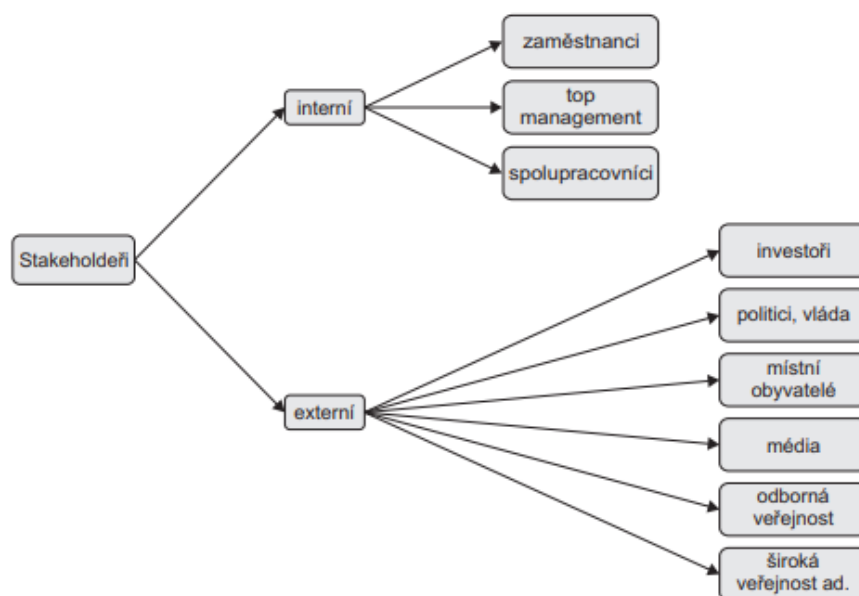 zaměstnanci
interní
top
management
spolupracovníci
Stakeholdeři
investoři
politici, vláda
místní
obyvatelé
externí
média
odborná
veřejnost
široká
veřejnost ad.